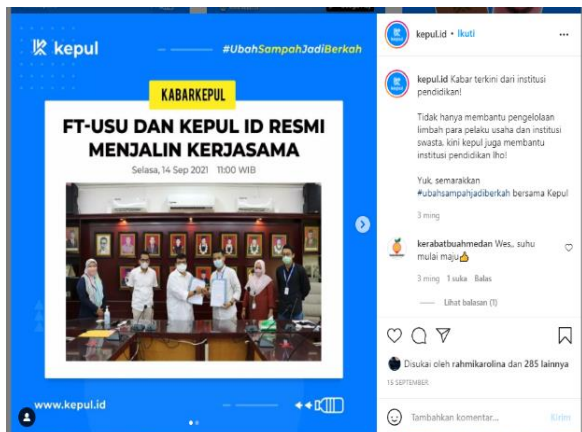 kepul
#UbahSampahJadiBerkah
KABARKEPUL
FT-USU DAN KEPUL ID RESMI
MENJALIN KERJASAMA
Selasa, 14 Sep 2021 11:00 WIB
www.kepul.id
kepul.id • Ikuti
kepul.id Kabar terkini dari institusi
pendidikan!
Tidak hanya membantu pengelolaan
limbah para pelaku usaha dan institusi
swasta, kini kepul juga membantu
institusi pendidikan lho!
Yuk, semarakkan
#ubahsampahjadiberkah bersama Kepul
3 ming
kerabatbuahmedan Wes,, suhu
mulai maju👍
3 ming 1 suka Balas
Lihat balasan (1)
Disukai oleh rahmikarolina dan 285 lainnya
15 SEPTEMBER
Tambahkan komentar...
Kirim